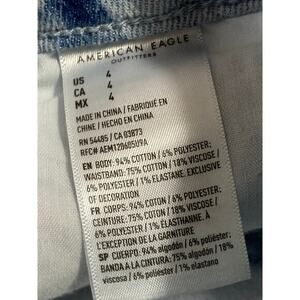 AMERICAN EAGLE
OUTFITTERS
US 4
CA 4
MX 4
MADE IN CHINA / FABRIQUÉ EN
CHINE / HECHO EN CHINA
RN 54485 / CA 03873
RFC# AEM120605U9A
EN BODY: 94% COTTON / 6% POLYESTER;
WAISTBAND: 75% COTTON / 18% VISCOSE /
6% POLYESTER / 1% ELASTANE. EXCLUSIVE
OF DECORATION
FR CORPS: 94% COTON / 6% POLYESTER;
CEINTURE: 75% COTON / 18% VISCOSE /
6% POLYESTER / 1% ÉLASTHANNE. À
L'EXCEPTION DE LA GARNITURE
SP CUERPO: 94% algodón / 6% poliéster;
BANDA A LA CINTURA: 75% algodón / 18%
viscosa / 6% poliéster / 1% elastano